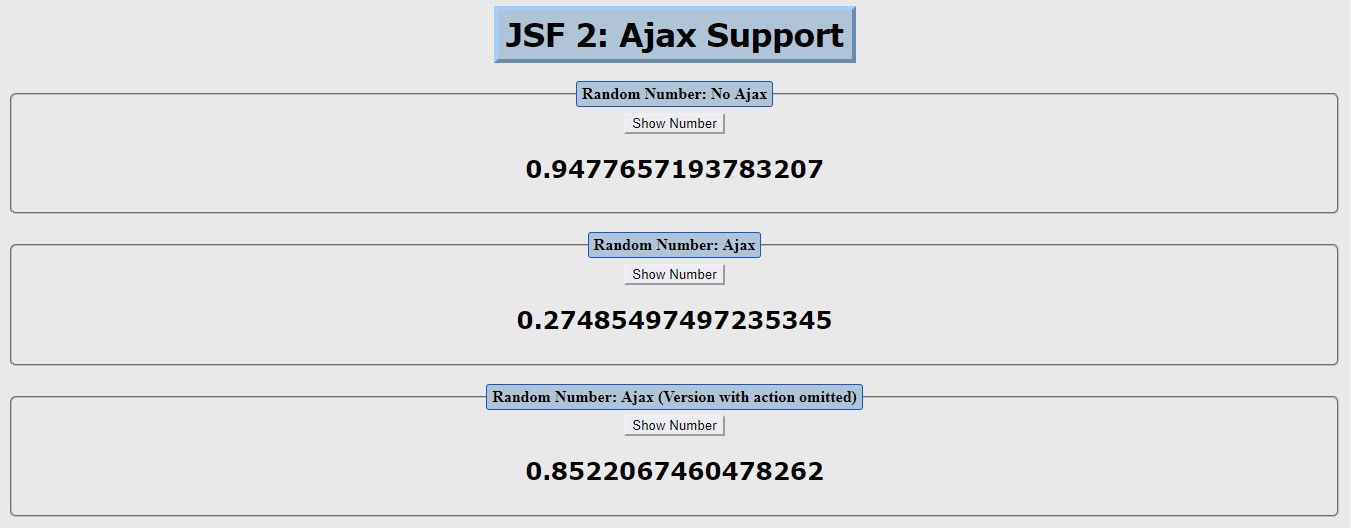 JSF 2: Ajax Support
Random Number: No Ajax
Show Number
0.9477657193783207
Random Number: Ajax
Show Number
0.27485497497235345
Random Number: Ajax (Version with action omitted)
Show Number
0.8522067460478262